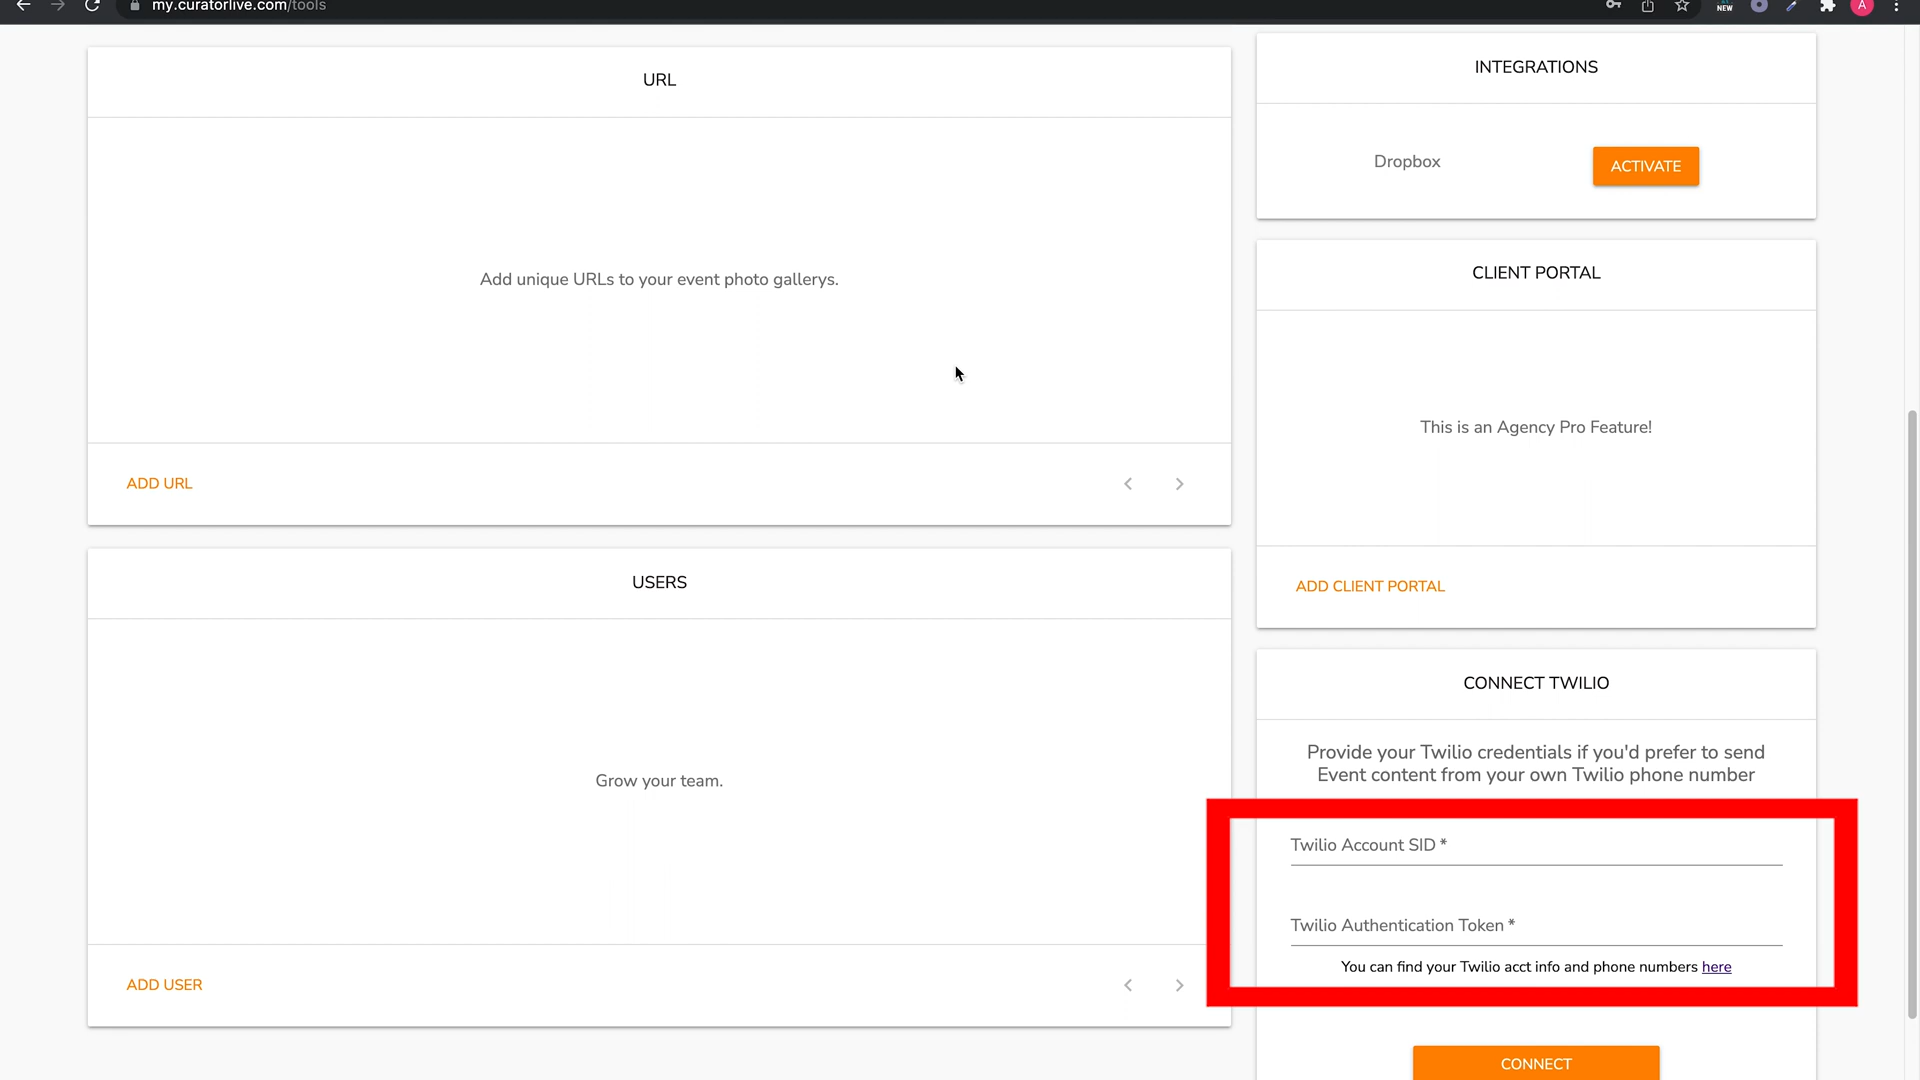 my.curatorlive.com/tools
NEW
A
URL
Add unique URLs to your event photo gallerys.
ADD URL
USERS
Grow your team.
ADD USER
INTEGRATIONS
Dropbox
ACTIVATE
CLIENT PORTAL
This is an Agency Pro Feature!
ADD CLIENT PORTAL
CONNECT TWILIO
Provide your Twilio credentials if you'd prefer to send
Event content from your own Twilio phone number
Twilio Account SID *
Twilio Authentication Token *
You can find your Twilio acct info and phone numbers here
CONNECT